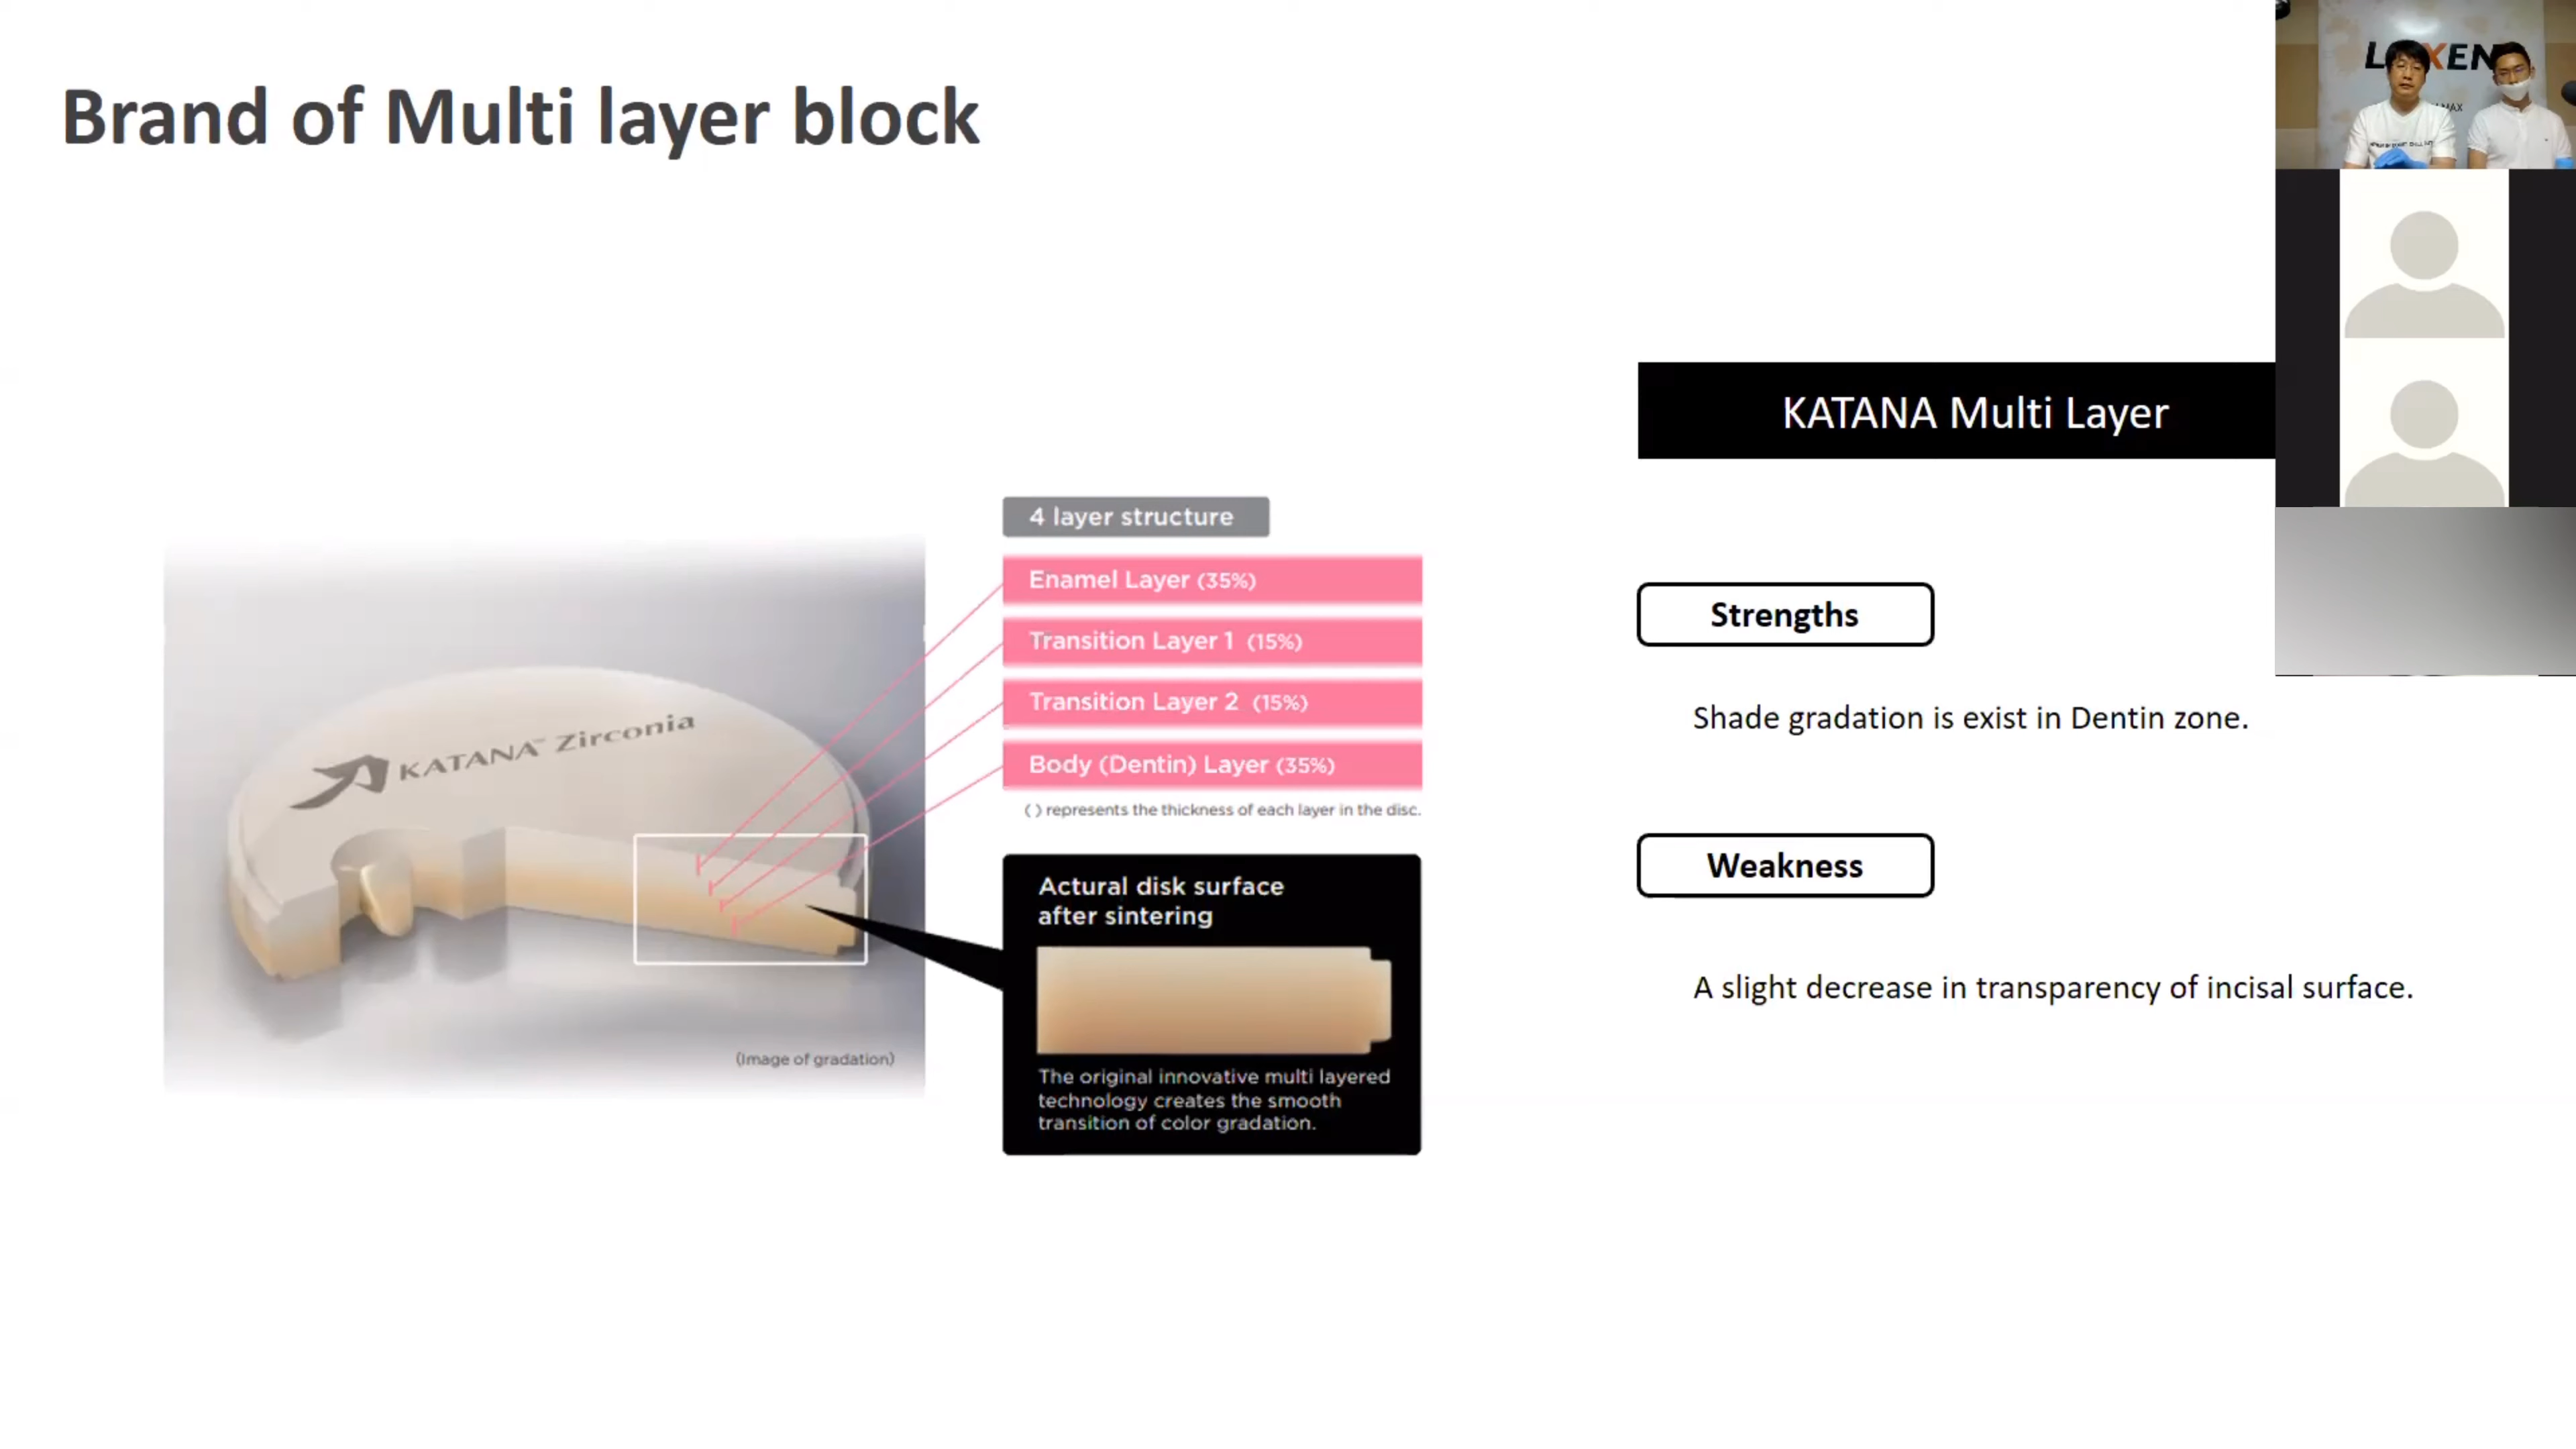 Brand of Multi layer block
KATANA Multi Layer
4 layer structure
Enamel Layer (35%)
Transition Layer 1 (15%)
Transition Layer 2 (15%)
Body (Dentin) Layer (35%)
( ) represents the thickness of each layer in the disc.
KATANA™ Zirconia
(Image of gradation)
Actural disk surface
after sintering
The original innovative multi layered
technology creates the smooth
transition of color gradation.
Strengths
Shade gradation is exist in Dentin zone.
Weakness
A slight decrease in transparency of incisal surface.